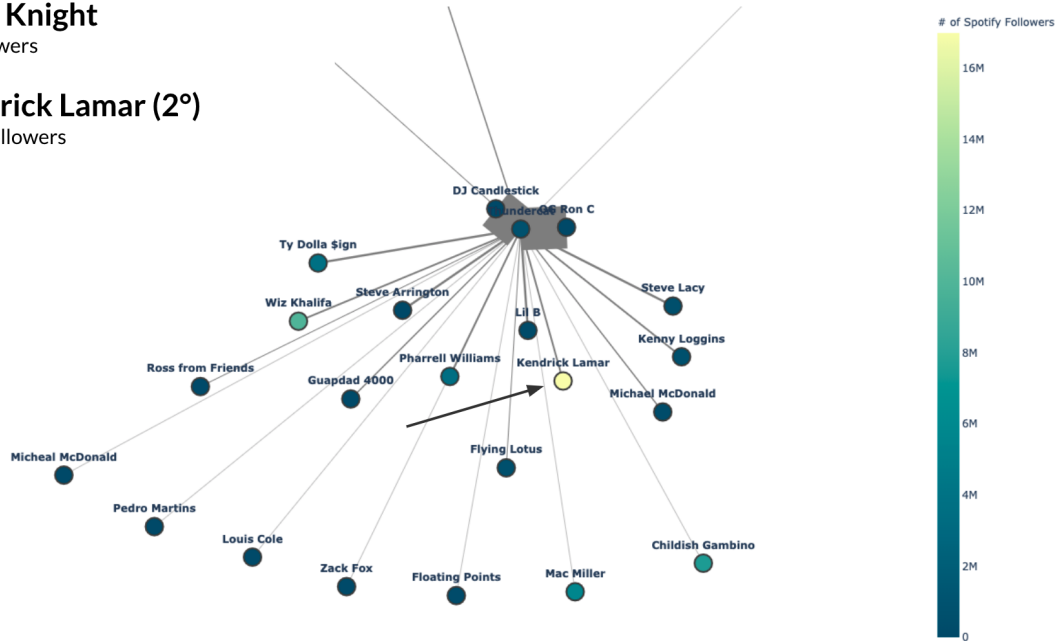 Knight
wers
rick Lamar (2°)
llowers
# of Spotify Followers
16M
14M
12M
10M
8M
6M
4M
2M
0
DJ Candlestick
OG Ron C
Ty Dolla $ign
Steve Lacy
Steve Arrington
Wiz Khalifa
Lil B
Kenny Loggins
Pharrell Williams
Kendrick Lamar
Ross from Friends
Guapdad 4000
Michael McDonald
Flying Lotus
Micheal McDonald
Pedro Martins
Louis Cole
Childish Gambino
Zack Fox
Floating Points
Mac Miller